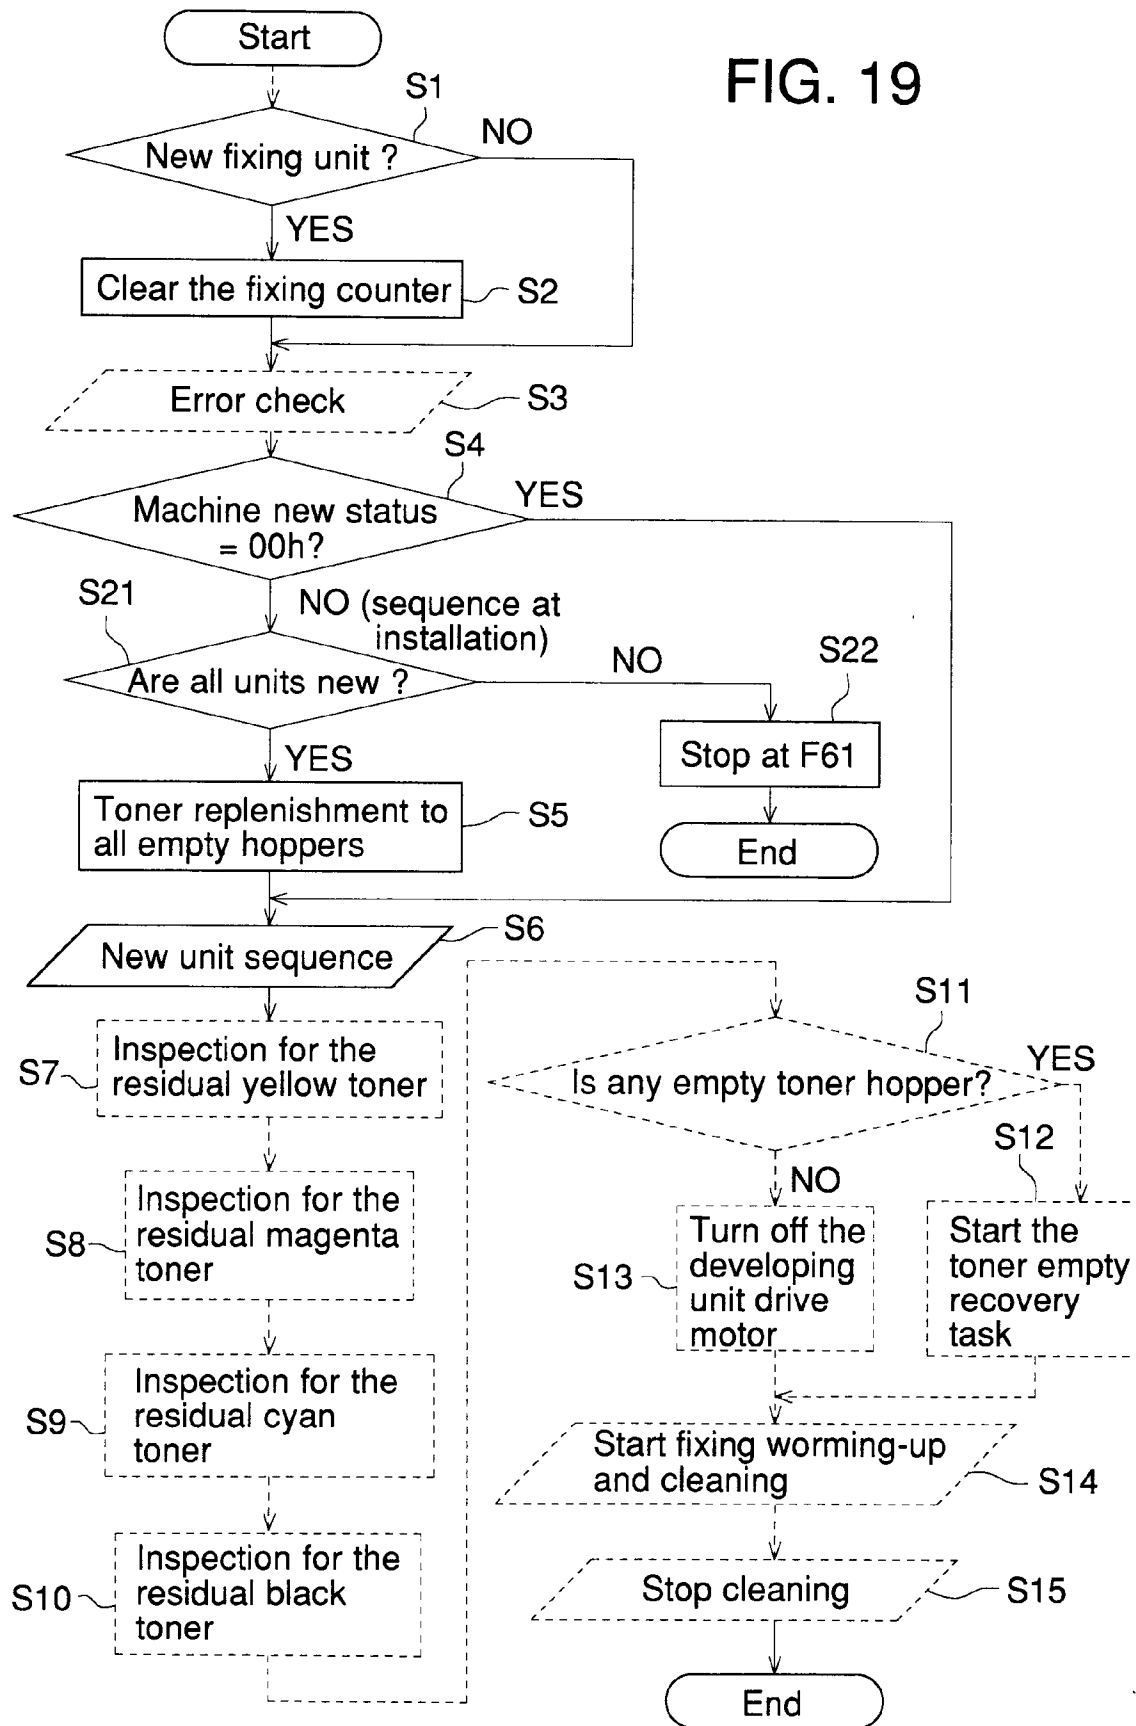 FIG. 19
Start
S1
New fixing unit ?
NO
YES
Clear the fixing counter
S2
Error check
S3
S4
Machine new status
= 00h?
YES
NO (sequence at
installation)
S21
Are all units new ?
NO
S22
Stop at F61
End
YES
Toner replenishment to
all empty hoppers
S5
New unit sequence
S6
Inspection for the
residual yellow toner
S7
Inspection for the
residual magenta
toner
S8
Inspection for the
residual cyan
toner
S9
Inspection for the
residual black
toner
S10
S11
Is any empty toner hopper?
YES
S12
Start the
toner empty
recovery
task
NO
Turn off the
developing
unit drive
motor
S13
Start fixing worming-up
and cleaning
S14
Stop cleaning
S15
End